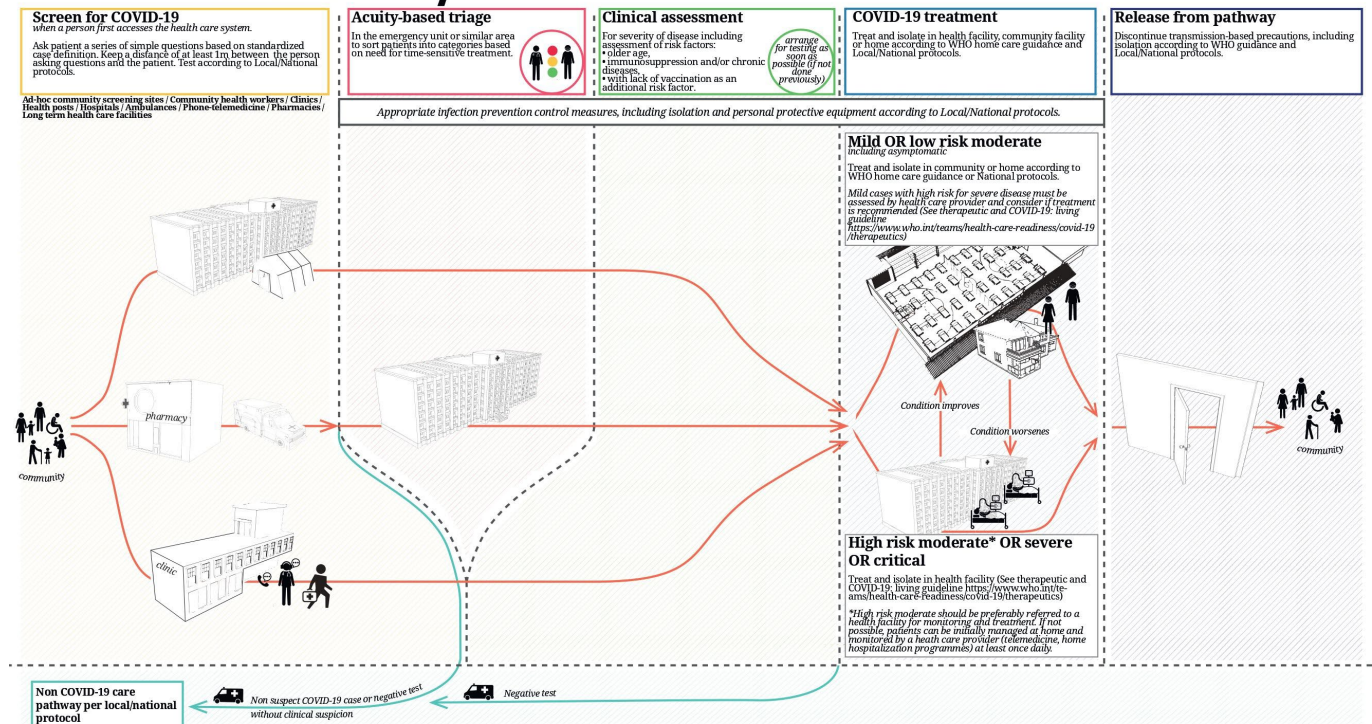 Screen for COVID-19
when a person first accesses the health care system.
Ask patient a series of simple questions based on standardized
case definition. Keep a distance of at least 1m between the person
asking questions and the patient. Test according to Local/National
protocols.
Ad-hoc community screening sites / Community health workers / Clinics /
Health posts / Hospitals / Ambulances / Phone-telemedicine / Pharmacies /
Long term health care facilities
Acuity-based triage
In the emergency unit or similar area
to sort patients into categories based
on need for time-sensitive treatment.
Clinical assessment
For severity of disease including
assessment of risk factors:
• older age,
• immunosuppression and/or chronic
diseases,
• with lack of vaccination as an
additional risk factor.
arrange
for testing as
soon as
possible (if not
done
previously)
COVID-19 treatment
Treat and isolate in health facility, community facility
or home according to WHO home care guidance and
Local/National protocols.
Release from pathway
Discontinue transmission-based precautions, including
isolation according to WHO guidance and
Local/National protocols.
Appropriate infection prevention control measures, including isolation and personal protective equipment according to Local/National protocols.
Mild OR low risk moderate
including asymptomatic
Treat and isolate in community or home according to
WHO home care guidance or National protocols.
Mild cases with high risk for severe disease must be
assessed by health care provider and consider if treatment
is recommended (See therapeutic and COVID-19: living
guideline
https://www.who.int/teams/health-care-readiness/covid-19
/therapeutics)
pharmacy
community
clinic
Condition improves
Condition worsenes
community
High risk moderate* OR severe
OR critical
Treat and isolate in health facility (See therapeutic and
COVID-19: living guideline https://www.who.int/te-
ams/health-care-readiness/covid-19/therapeutics)
*High risk moderate should be preferably referred to a
health facility for monitoring and treatment. If not
possible, patients can be initially managed at home and
monitored by a heath care provider (telemedicine, home
hospitalization programmes) at least once daily.
Non COVID-19 care
pathway per local/national
protocol
Non suspect COVID-19 case or negative test
without clinical suspicion
Negative test